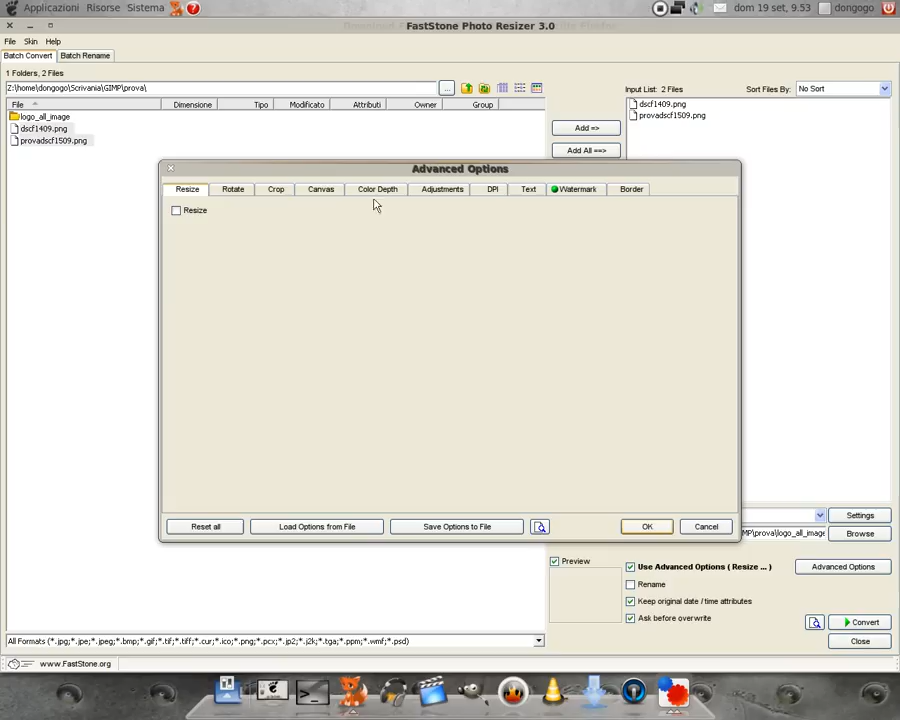 Applicazioni Risorse Sistema dom 19 set, 9.53 dongogo
FastStone Photo Resizer 3.0
File Skin Help
Batch Convert Batch Rename
1 Folders, 2 Files
Z:\home\dongogo\Scrivania\GIMP\prova\ ... Input List: 2 Files Sort Files By: No Sort
File Dimensione Tipo Modificato Attributi Owner Group
logo_all_image
dscf1409.png
provadscf1509.png
dscf1409.png
provadscf1509.png
Add =>
Add All ==>
Advanced Options
Resize Rotate Crop Canvas Color Depth Adjustments DPI Text Watermark Border
Resize
Reset all Load Options from File Save Options to File OK Cancel
Settings
MP\prova\logo_all_image Browse
Preview
Use Advanced Options ( Resize ... ) Advanced Options
Rename
Keep original date / time attributes
Ask before overwrite
Convert
Close
All Formats (*.jpg;*.jpe;*.jpeg;*.bmp;*.gif;*.tif;*.tiff;*.cur;*.ico;*.png;*.pcx;*.jp2;*.j2k;*.tga;*.ppm;*.wmf;*.psd)
www.FastStone.org